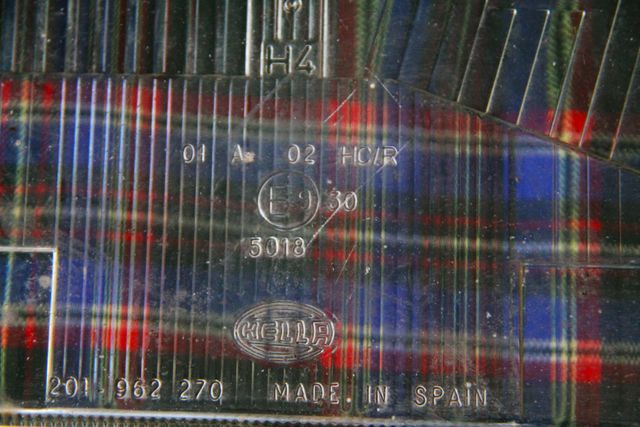 H4
01 A 02 HC/R
E9 30
5018
HELLA
201 962 270 MADE IN SPAIN